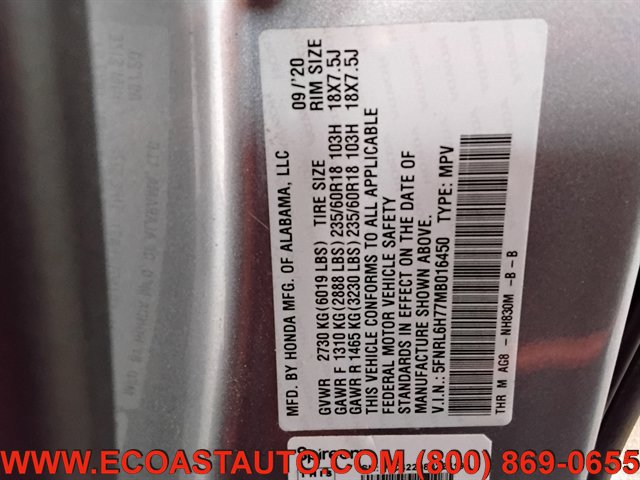 MFD. BY HONDA MFG. OF ALABAMA, LLC 09/'20
TIRE SIZE RIM SIZE
GVWR 2730 KG(6019 LBS)
GAWR F 1310 KG(2888 LBS) 235/60R18 103H 18X7.5J
GAWR R 1465 KG(3230 LBS) 235/60R18 103H 18X7.5J
THIS VEHICLE CONFORMS TO ALL APPLICABLE
FEDERAL MOTOR VEHICLE SAFETY
STANDARDS IN EFFECT ON THE DATE OF
MANUFACTURE SHOWN ABOVE.
V.I.N.: 5FNRL6H77MB016450 TYPE: MPV
THR M AG8 - NH830M -B - B
WWW.ECOASTAUTO.COM (800) 869-0655